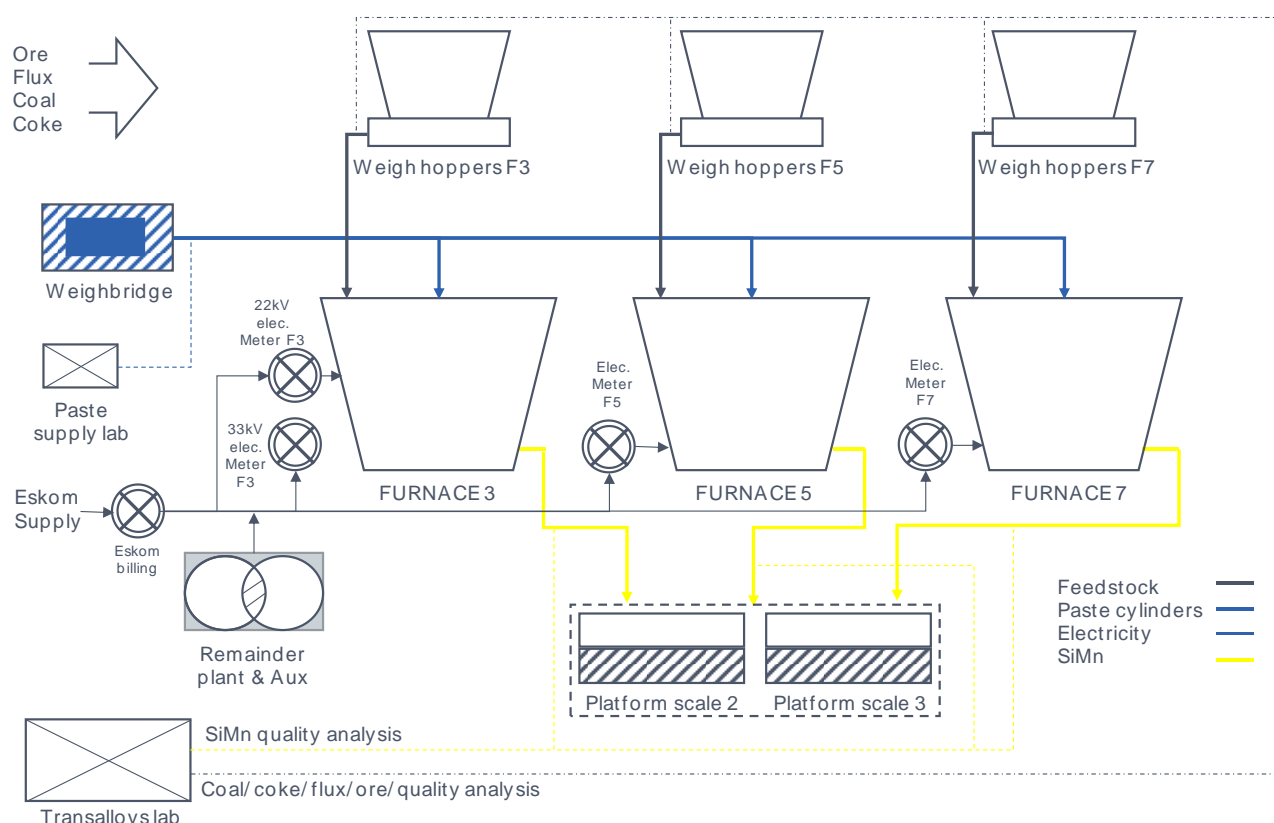 Ore
Flux
Coal
Coke
Weigh hoppers F3
Weigh hoppers F5
Weigh hoppers F7
Weighbridge
22kV
elec.
Meter F3
Elec.
Meter
F5
Elec.
Meter
F7
Paste
supply lab
33kV
elec.
Meter
F3
FURNACE 3
FURNACE 5
FURNACE 7
Eskom
Supply
Eskom
billing
Feedstock
Paste cylinders
Electricity
SiMn
Remainder
plant & Aux
Platform scale 2
Platform scale 3
SiMn quality analysis
Coal/ coke/ flux/ ore/ quality analysis
Transalloys lab